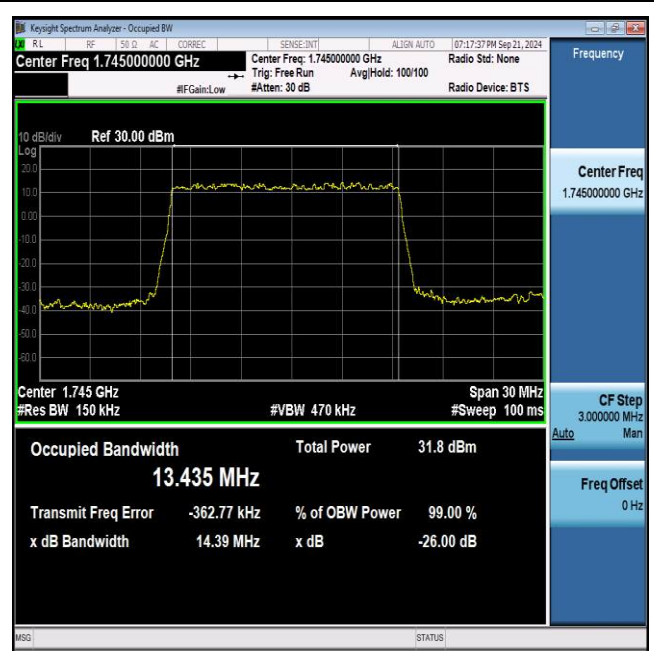 Keysight Spectrum Analyzer - Occupied BW
RL RF 50 Ω AC CORREC SENSE:INT ALIGN AUTO 07:17:37 PM Sep 21, 2024
Center Freq 1.745000000 GHz
Center Freq: 1.745000000 GHz Radio Std: None
Trig: Free Run Avg|Hold: 100/100
#IFGain:Low #Atten: 30 dB Radio Device: BTS
10 dB/div Ref 30.00 dBm
Log
20.0
10.0
0.00
-10.0
-20.0
-30.0
-40.0
-50.0
-60.0
Center 1.745 GHz Span 30 MHz
#Res BW 150 kHz #VBW 470 kHz #Sweep 100 ms
Occupied Bandwidth Total Power 31.8 dBm
13.435 MHz
Transmit Freq Error -362.77 kHz % of OBW Power 99.00 %
x dB Bandwidth 14.39 MHz x dB -26.00 dB
MSG STATUS
Frequency
Center Freq
1.745000000 GHz
CF Step
3.000000 MHz
Auto Man
Freq Offset
0 Hz